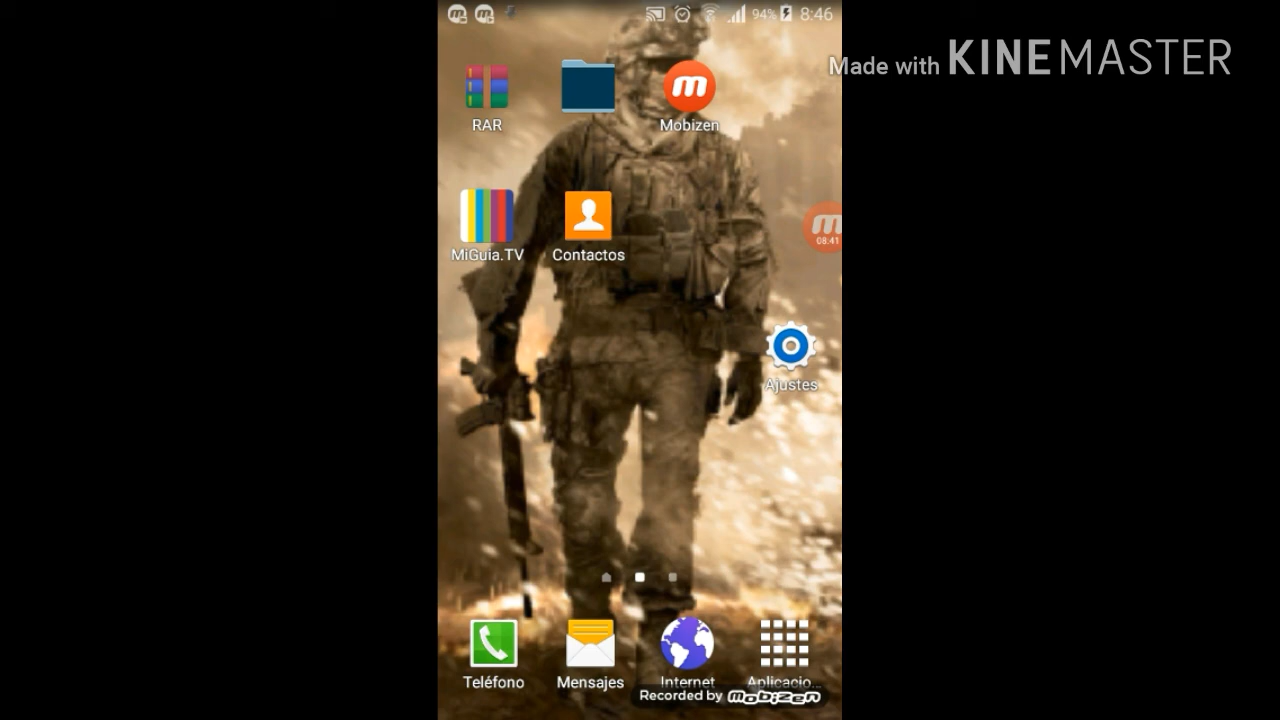 94% 8:46
Made with KINEMASTER
RAR
Mobizen
MiGuia.TV
Contactos
08:41
Ajustes
Teléfono
Mensajes
Internet
Aplicacio...
Recorded by mobizen